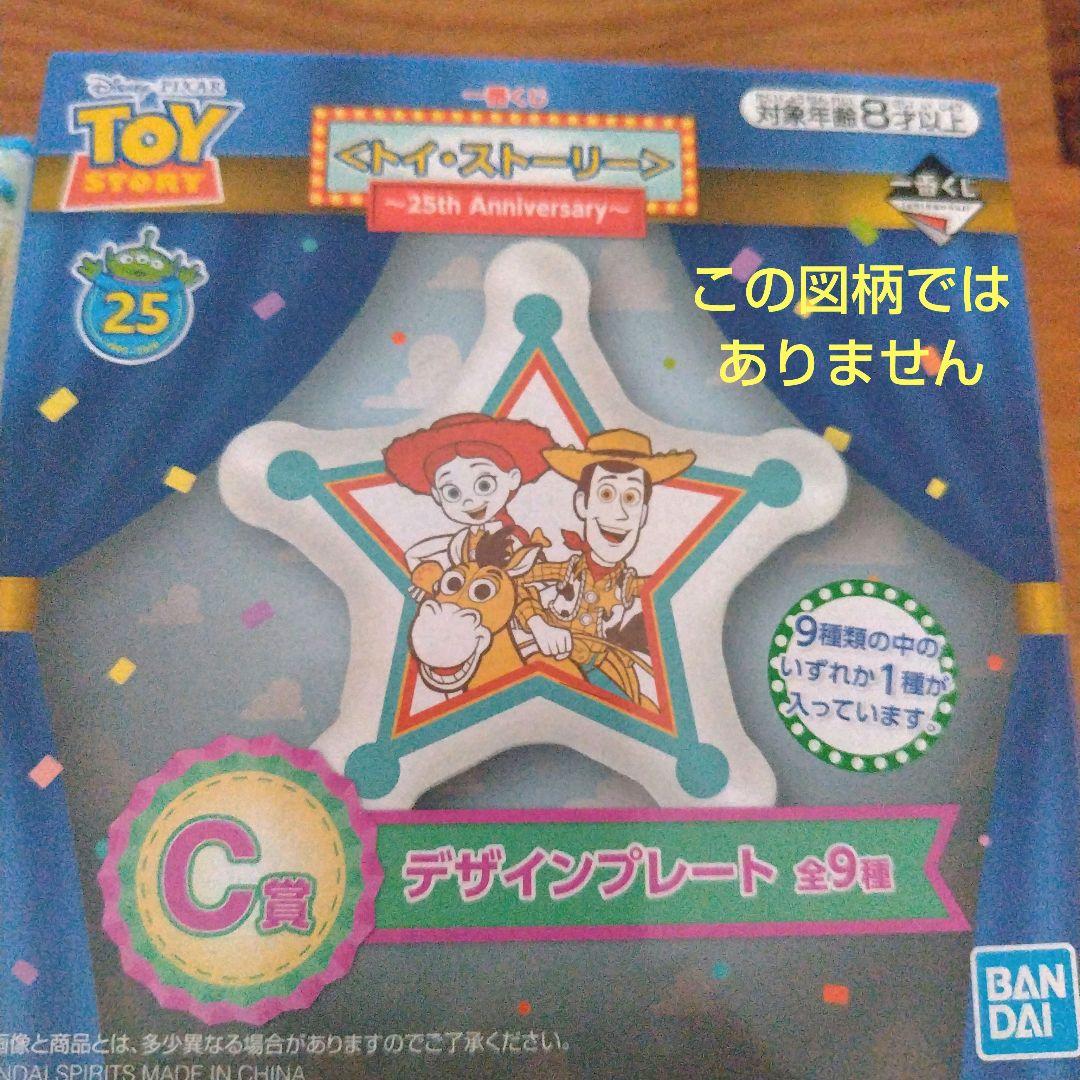 Disney PIXAR
TOY
STORY
一番くじ
<トイ・ストーリー>
～25th Anniversary～
対象年齢8才以上
一番くじ
25
この図柄では
ありません
9種類の中の
いずれか1種が
入っています。
C賞
デザインプレート 全9種
BAN
DAI
画像と商品とは、多少異なる場合がありますのでご了承ください。
BANDAI SPIRITS MADE IN CHINA